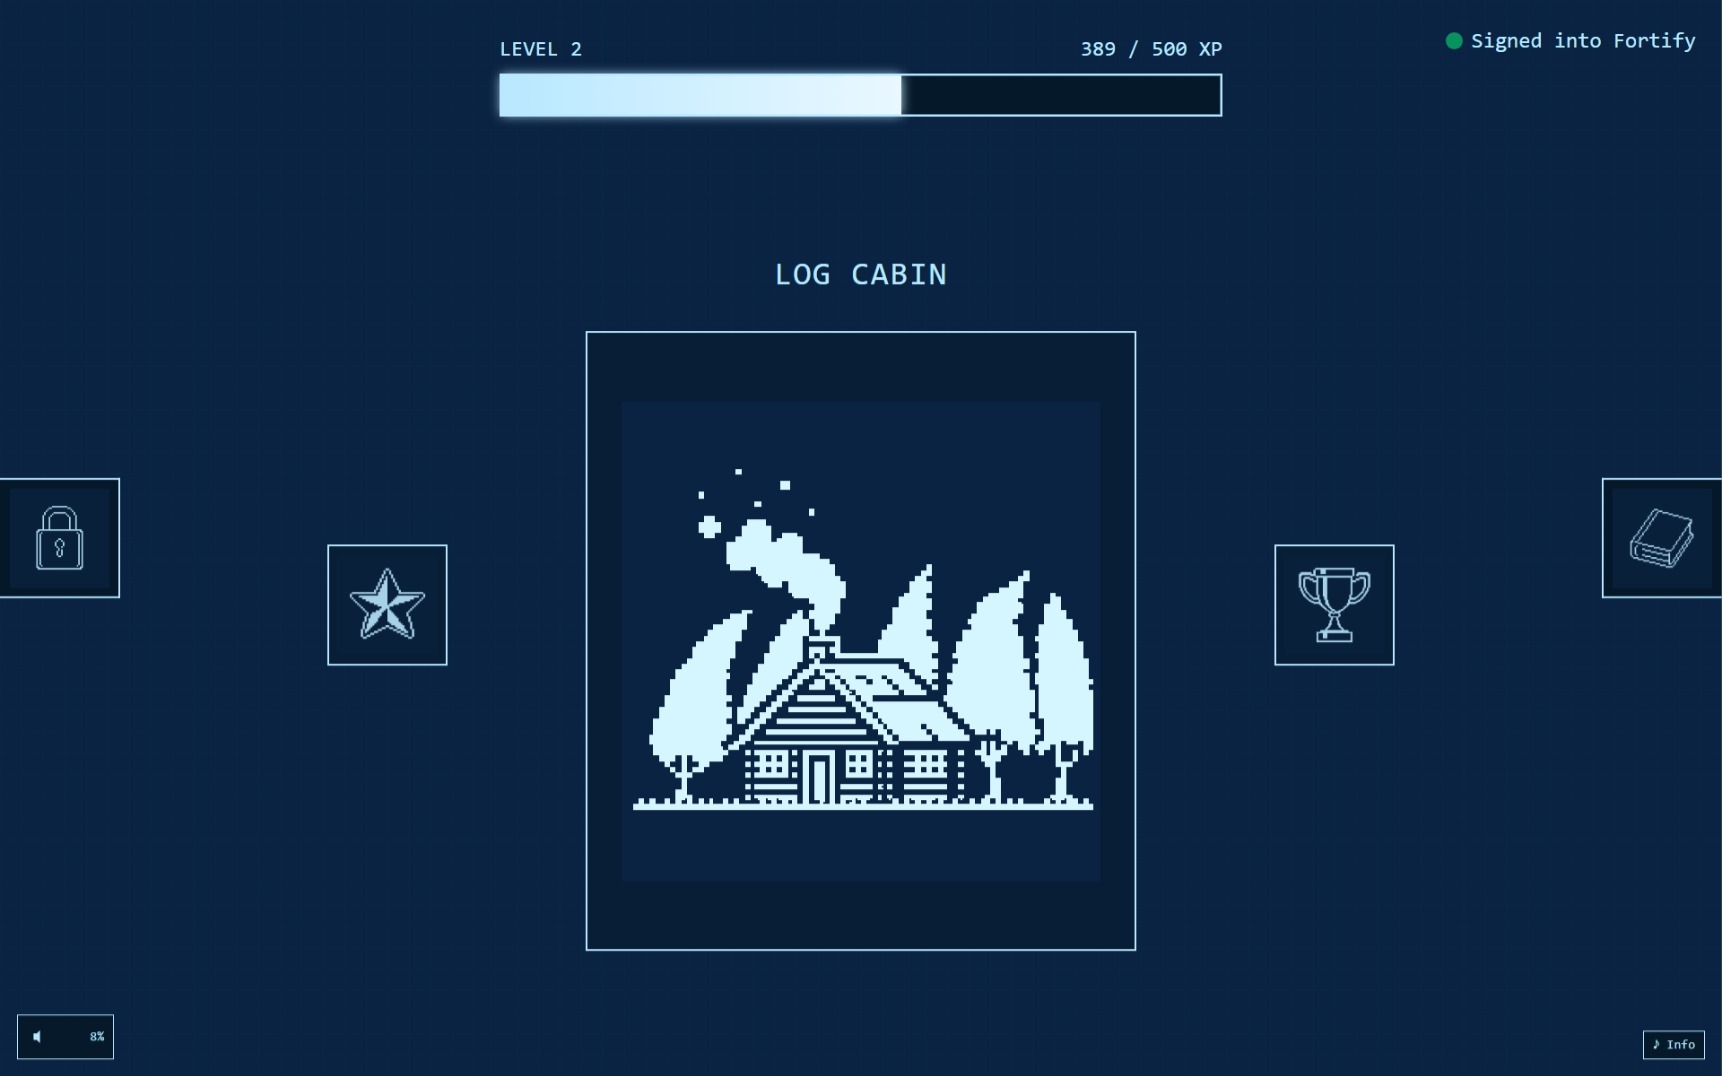 LEVEL 2
389 / 500 XP
Signed into Fortify
LOG CABIN
8%
♪ Info